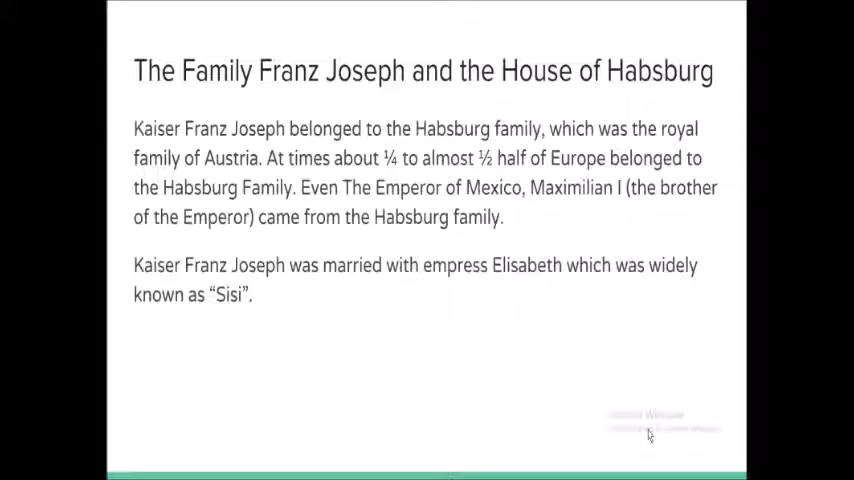 The Family Franz Joseph and the House of Habsburg
Kaiser Franz Joseph belonged to the Habsburg family, which was the royal
family of Austria. At times about ¼ to almost ½ half of Europe belonged to
the Habsburg Family. Even The Emperor of Mexico, Maximilian I (the brother
of the Emperor) came from the Habsburg family.
Kaiser Franz Joseph was married with empress Elisabeth which was widely
known as “Sisi”.